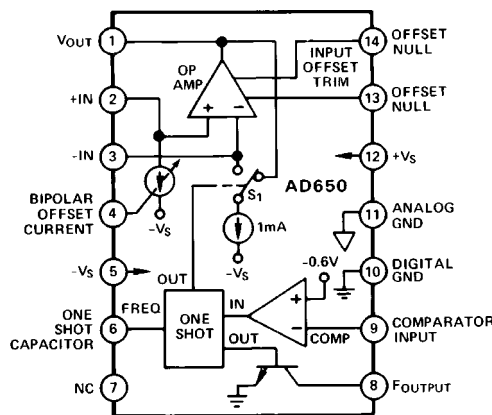 VOUT
1
+IN
2
-IN
3
BIPOLAR
OFFSET
CURRENT
4
-VS
5
ONE
SHOT
CAPACITOR
6
NC
7
OP
AMP
+ −
INPUT
OFFSET
TRIM
S1
AD650
1mA
-VS
-VS
OUT
FREQ
ONE
SHOT
IN
OUT
-0.6V
+
−
COMP
14
OFFSET
NULL
13
OFFSET
NULL
12
+VS
11
ANALOG
GND
10
DIGITAL
GND
9
COMPARATOR
INPUT
8
FOUTPUT